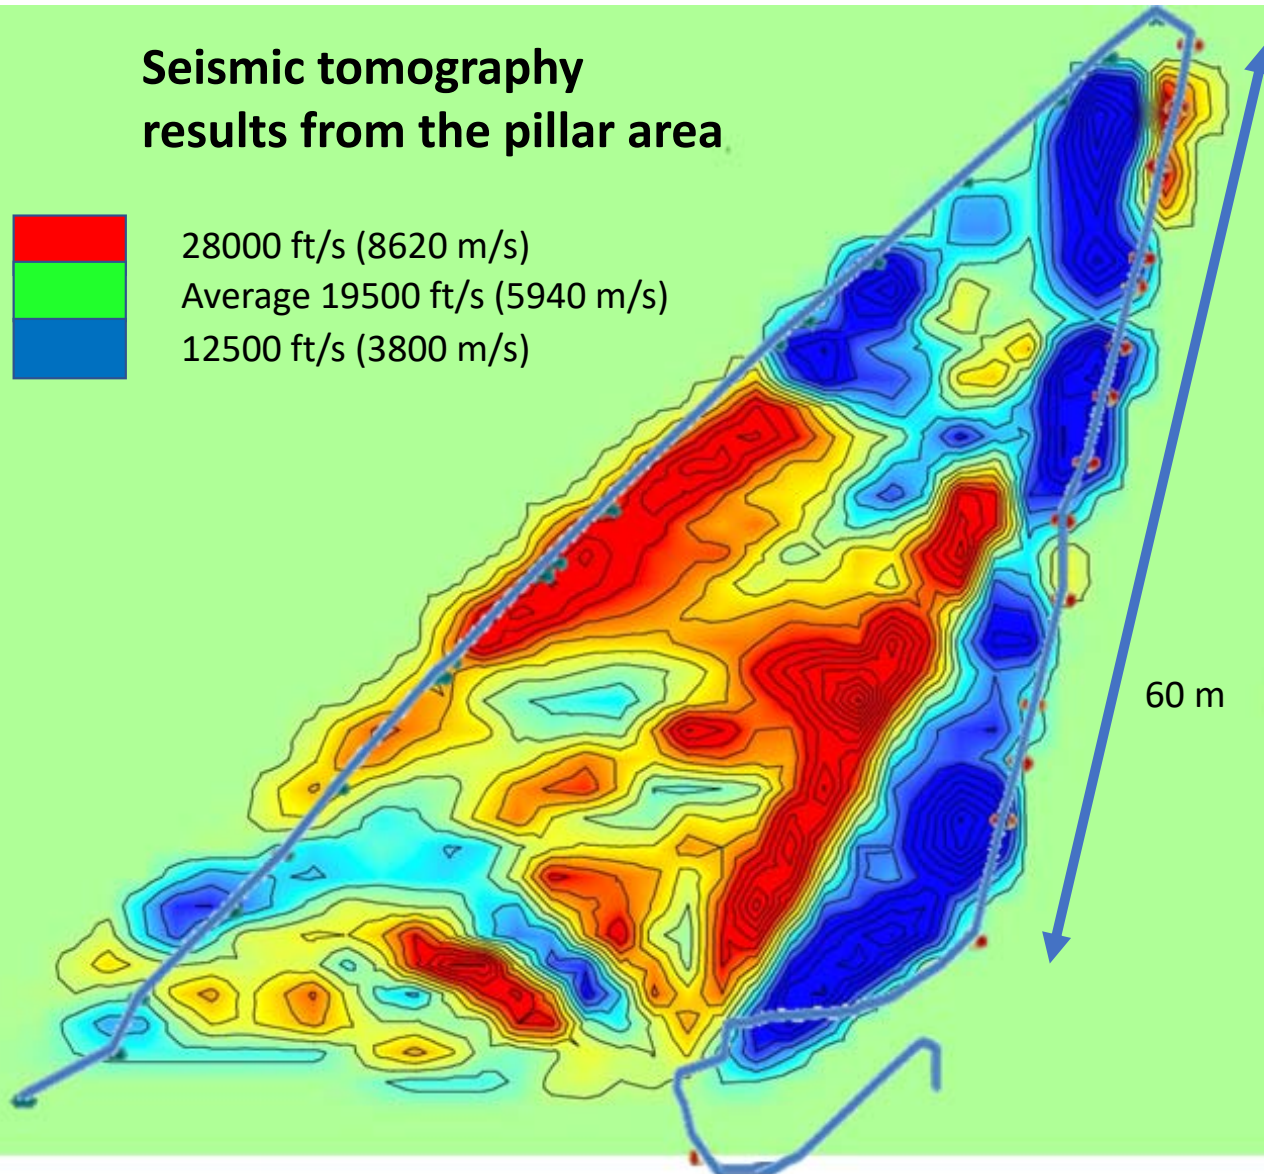 Seismic tomography
results from the pillar area
28000 ft/s (8620 m/s)
Average 19500 ft/s (5940 m/s)
12500 ft/s (3800 m/s)
60 m